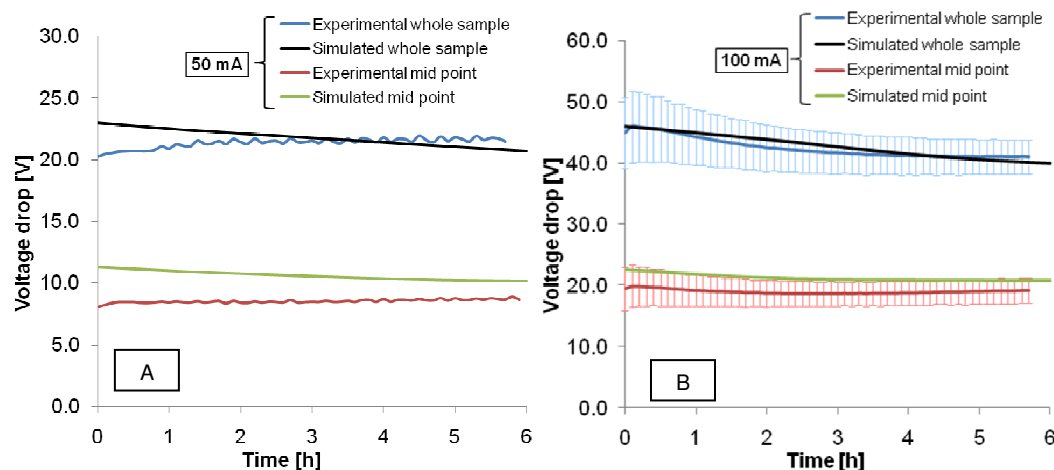 Experimental whole sample
Simulated whole sample
50 mA
Experimental mid point
Simulated mid point
30.0
25.0
20.0
15.0
10.0
5.0
0.0
Voltage drop [V]
A
0 1 2 3 4 5 6
Time [h]
Experimental whole sample
Simulated whole sample
100 mA
Experimental mid point
Simulated mid point
60.0
50.0
40.0
30.0
20.0
10.0
0.0
Voltage drop [V]
B
0 1 2 3 4 5 6
Time [h]